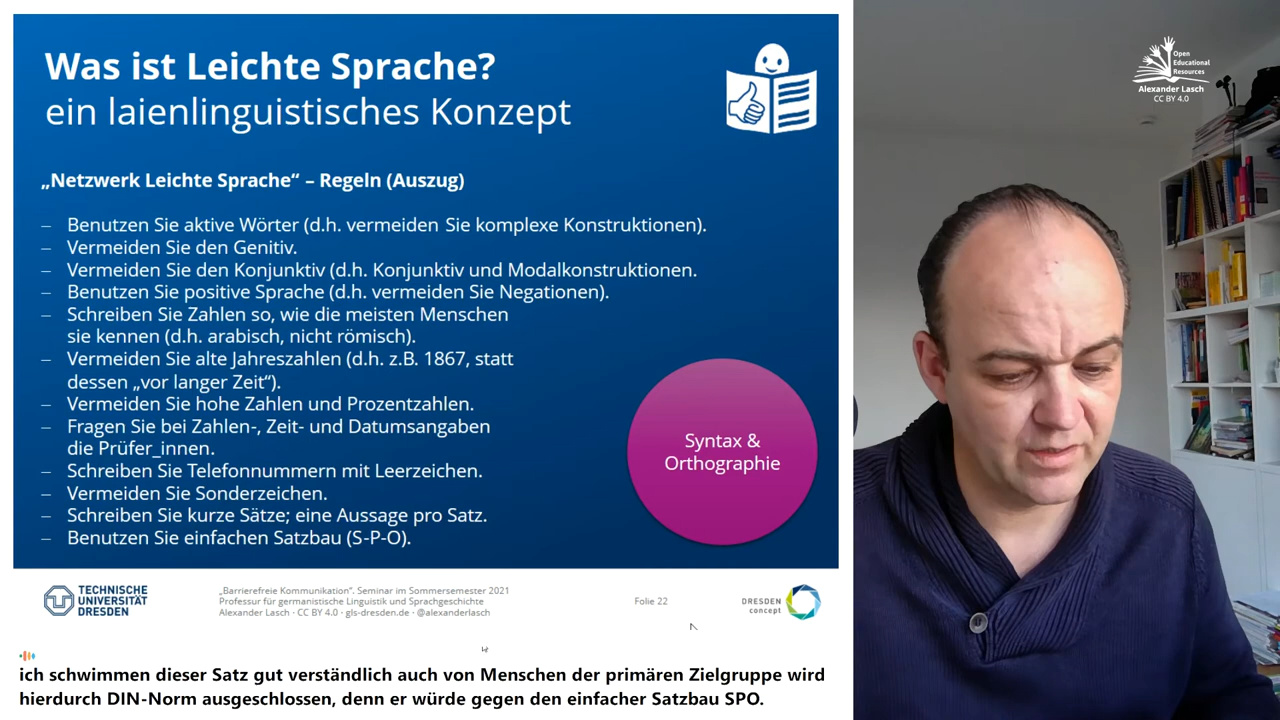 Was ist Leichte Sprache?
ein laienlinguistisches Konzept
„Netzwerk Leichte Sprache“ – Regeln (Auszug)
– Benutzen Sie aktive Wörter (d.h. vermeiden Sie komplexe Konstruktionen).
– Vermeiden Sie den Genitiv.
– Vermeiden Sie den Konjunktiv (d.h. Konjunktiv und Modalkonstruktionen.
– Benutzen Sie positive Sprache (d.h. vermeiden Sie Negationen).
– Schreiben Sie Zahlen so, wie die meisten Menschen
sie kennen (d.h. arabisch, nicht römisch).
– Vermeiden Sie alte Jahreszahlen (d.h. z.B. 1867, statt
dessen „vor langer Zeit“).
– Vermeiden Sie hohe Zahlen und Prozentzahlen.
– Fragen Sie bei Zahlen-, Zeit- und Datumsangaben
die Prüfer_innen.
– Schreiben Sie Telefonnummern mit Leerzeichen.
– Vermeiden Sie Sonderzeichen.
– Schreiben Sie kurze Sätze; eine Aussage pro Satz.
– Benutzen Sie einfachen Satzbau (S-P-O).
Syntax &
Orthographie
TECHNISCHE
UNIVERSITÄT
DRESDEN
„Barrierefreie Kommunikation“. Seminar im Sommersemester 2021
Professur für germanistische Linguistik und Sprachgeschichte
Alexander Lasch · CC BY 4.0 · gls-dresden.de · @alexanderlasch
Folie 22
DRESDEN
concept
ich schwimmen dieser Satz gut verständlich auch von Menschen der primären Zielgruppe wird
hierdurch DIN-Norm ausgeschlossen, denn er würde gegen den einfacher Satzbau SPO.
Open
Educational
Resources
Alexander Lasch
CC BY 4.0